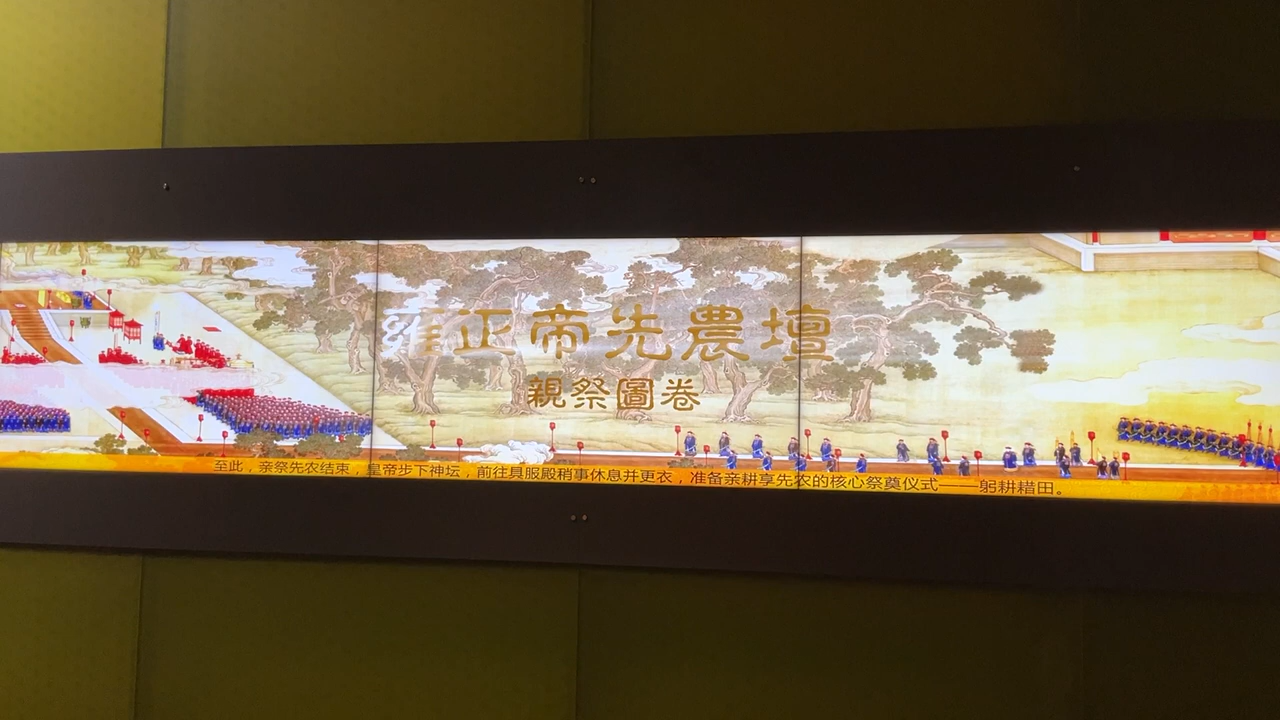 雍正帝先農壇
親祭圖卷
至此，亲祭先农结束，皇帝步下神坛，前往具服殿稍事休息并更衣，准备亲耕享先农的核心祭奠仪式——躬耕耤田。